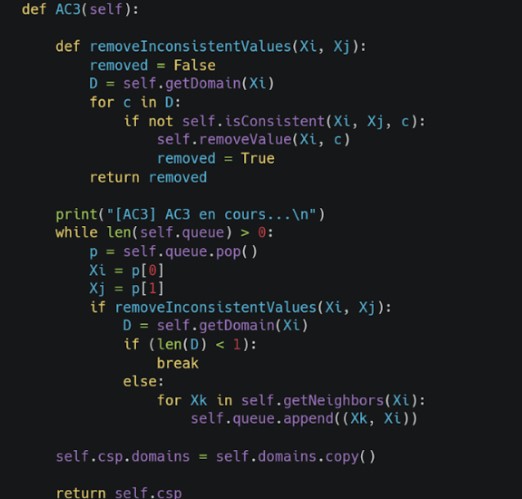 def AC3(self):
def removeInconsistentValues(Xi, Xj):
removed = False
D = self.getDomain(Xi)
for c in D:
if not self.isConsistent(Xi, Xj, c):
self.removeValue(Xi, c)
removed = True
return removed
print("[AC3] AC3 en cours...\n")
while len(self.queue) > 0:
p = self.queue.pop()
Xi = p[0]
Xj = p[1]
if removeInconsistentValues(Xi, Xj):
D = self.getDomain(Xi)
if (len(D) < 1):
break
else:
for Xk in self.getNeighbors(Xi):
self.queue.append((Xk, Xi))
self.csp.domains = self.domains.copy()
return self.csp